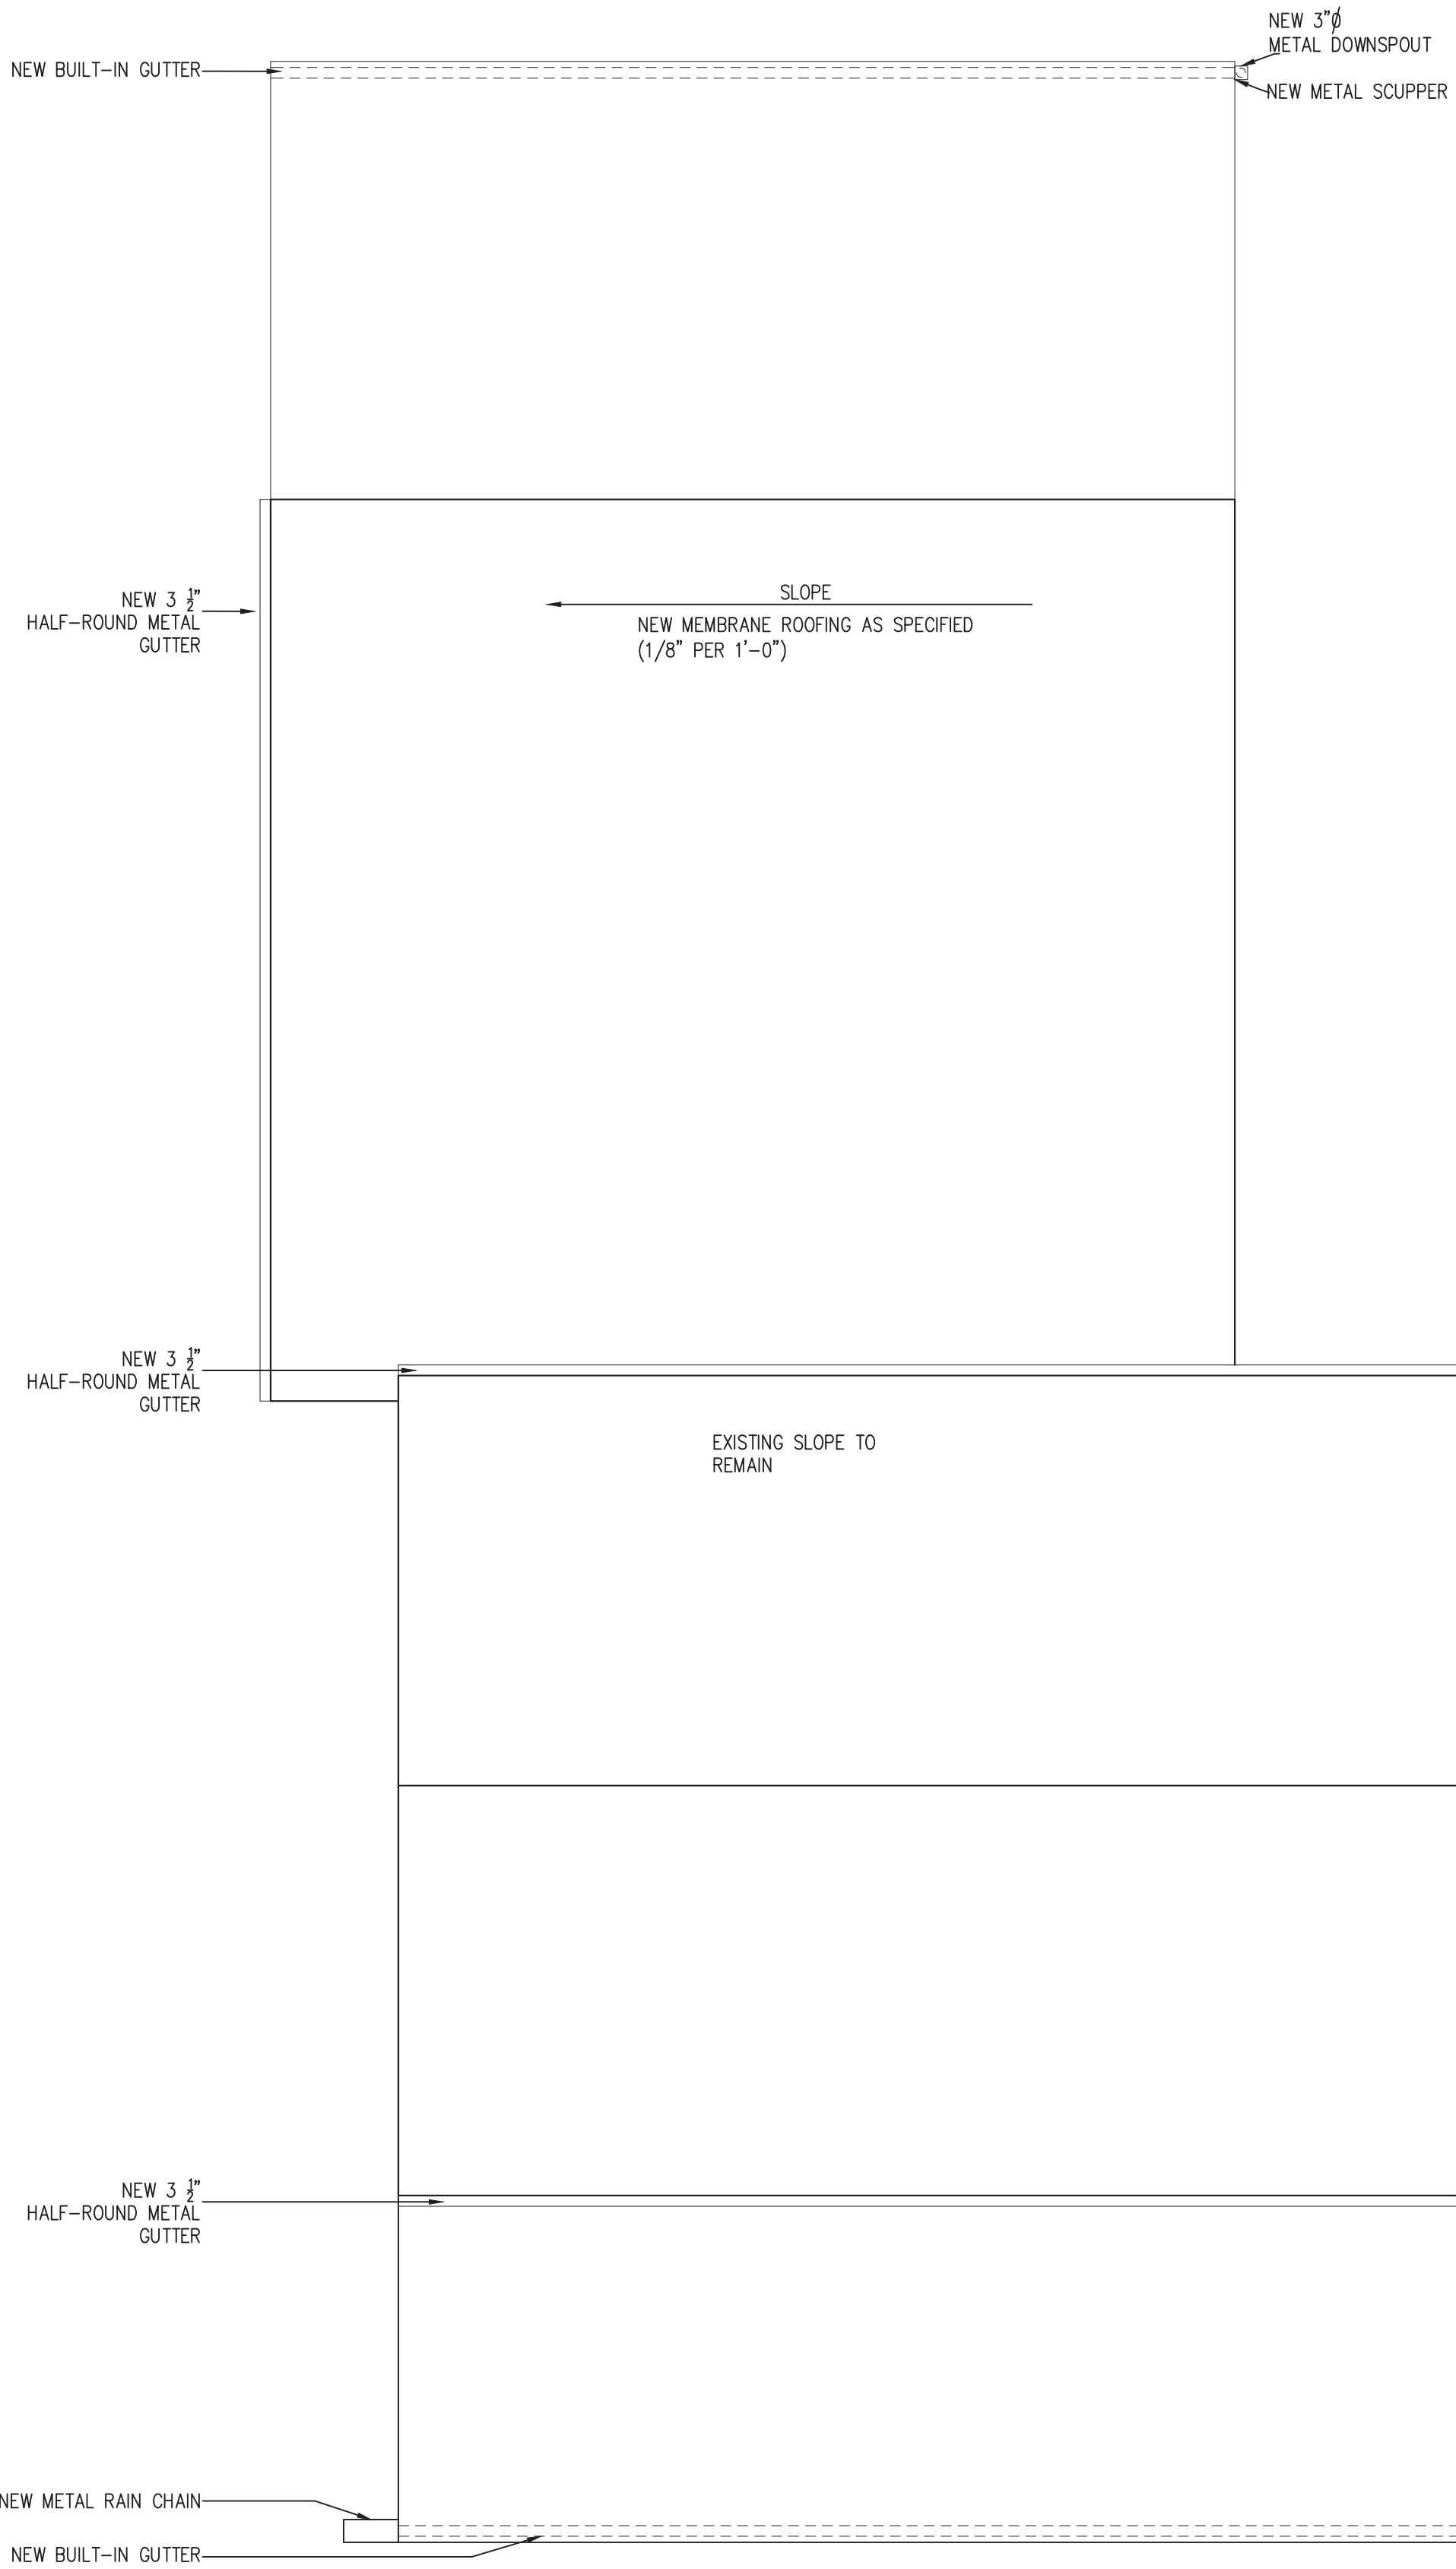 NEW 3"Ø
METAL DOWNSPOUT
NEW BUILT-IN GUTTER
NEW METAL SCUPPER
NEW 3 1/2"
HALF-ROUND METAL
GUTTER
SLOPE
NEW MEMBRANE ROOFING AS SPECIFIED
(1/8" PER 1'-0")
NEW 3 1/2"
HALF-ROUND METAL
GUTTER
EXISTING SLOPE TO
REMAIN
NEW 3 1/2"
HALF-ROUND METAL
GUTTER
NEW METAL RAIN CHAIN
NEW BUILT-IN GUTTER